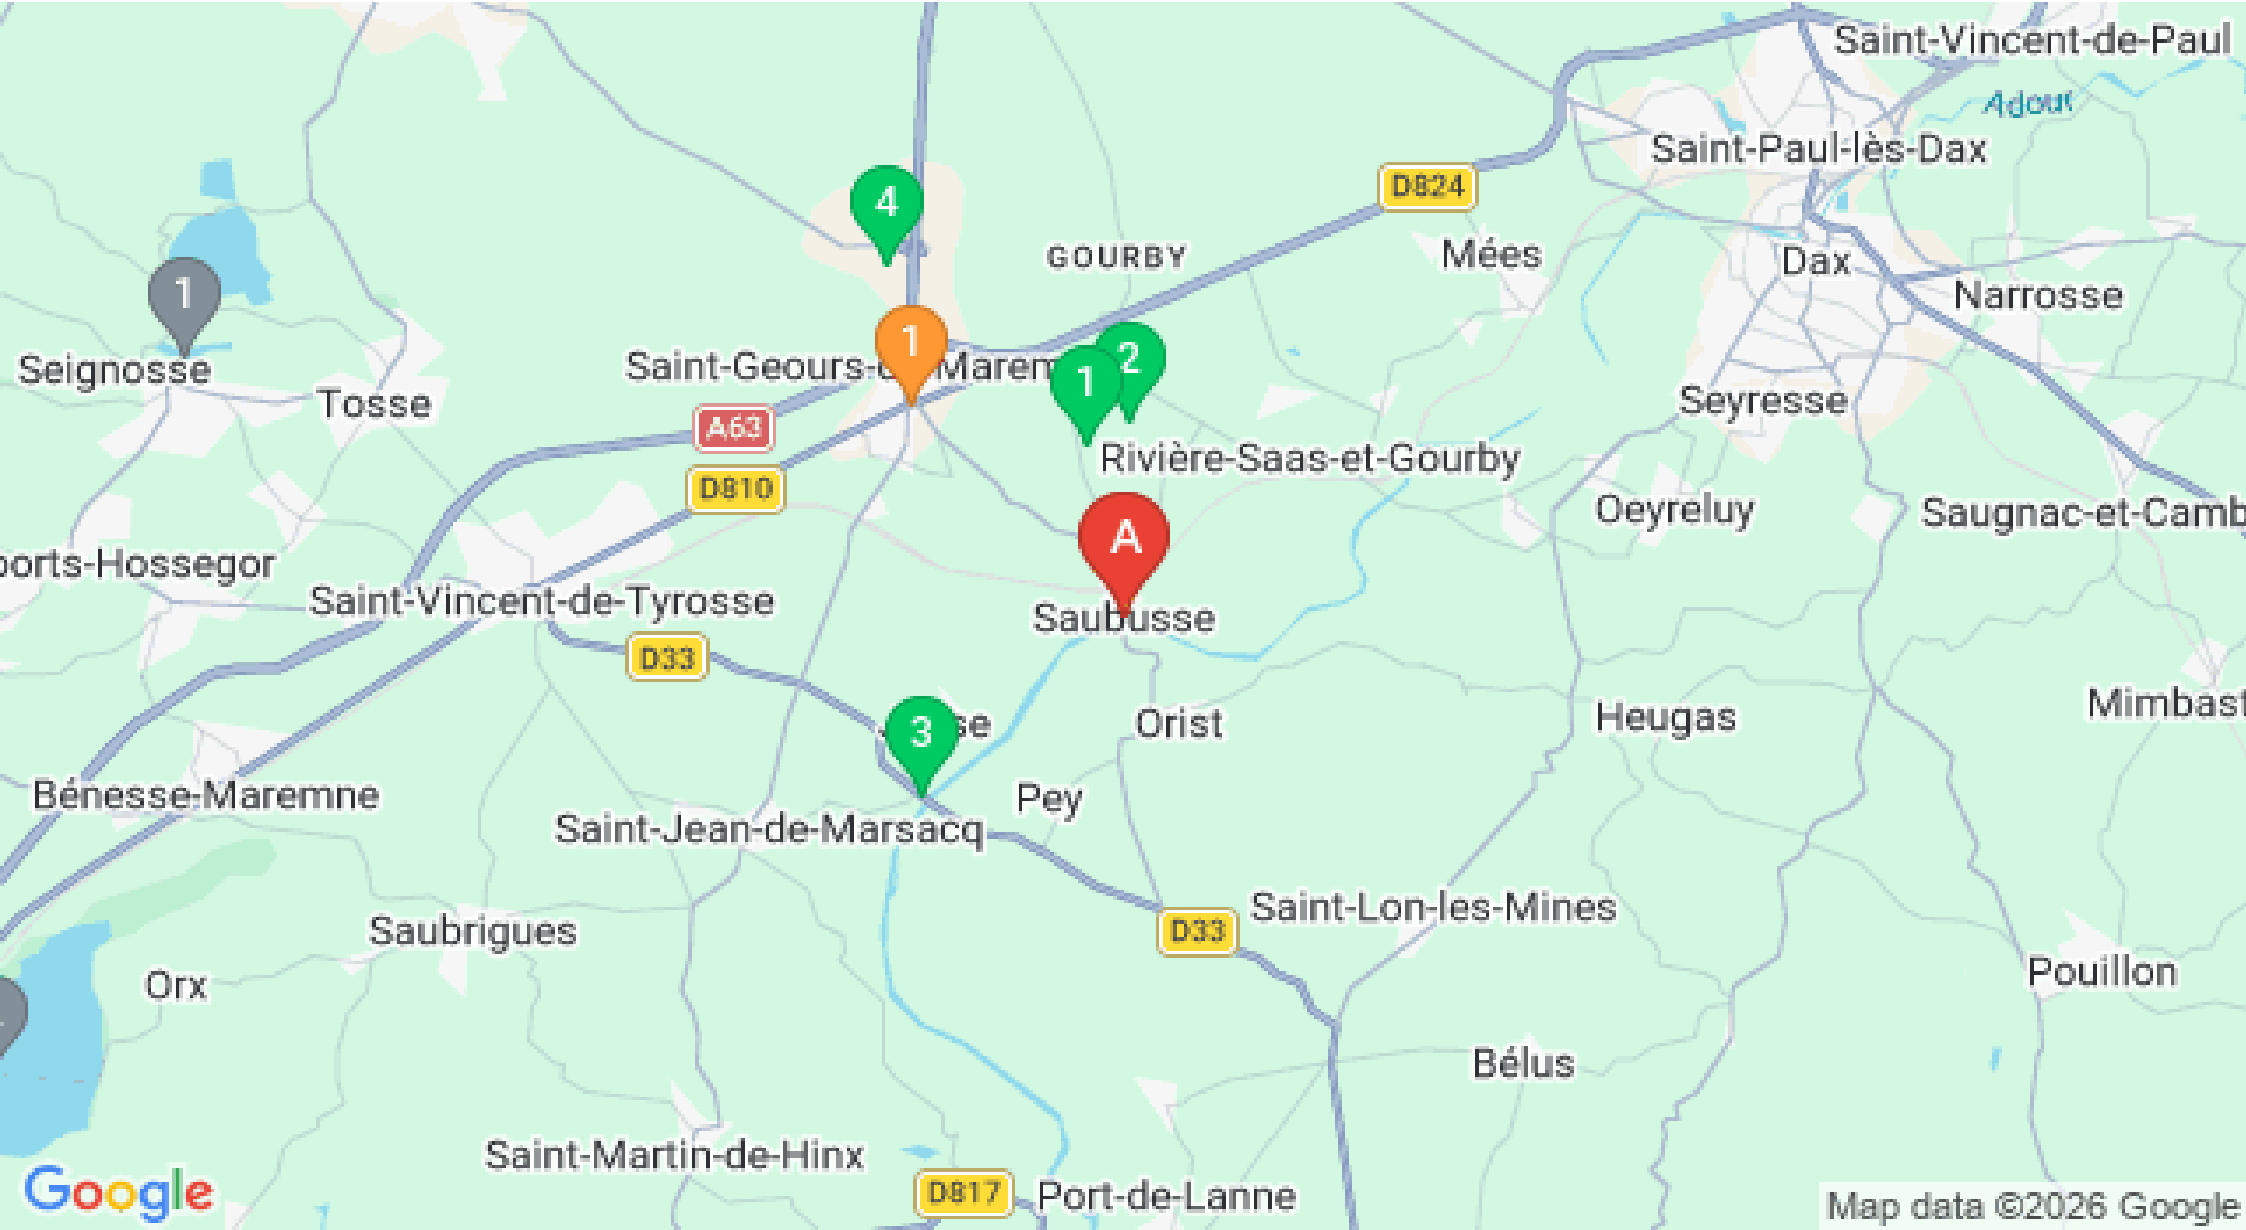 Saint-Vincent-de-Paul
Adour
Saint-Paul-lès-Dax
D824
4
GOURBY
Mées
Dax
Narrosse
1
1
Saint-Geours-
Marem
2
1
Seignosse
Tosse
Seyresse
A63
Rivière-Saas-et-Gourby
D810
Oeyreluy
Saugnac-et-Camb
A
orts-Hossegor
Saint-Vincent-de-Tyrosse
Saubusse
D33
3
se
Orist
Heugas
Mimbast
Bénesse-Maremne
Pey
Saint-Jean-de-Marsacq
Saubrigues
Saint-Lon-les-Mines
D33
Orx
Pouillon
Bélus
Saint-Martin-de-Hinx
Google
D817
Port-de-Lanne
Map data ©2026 Google